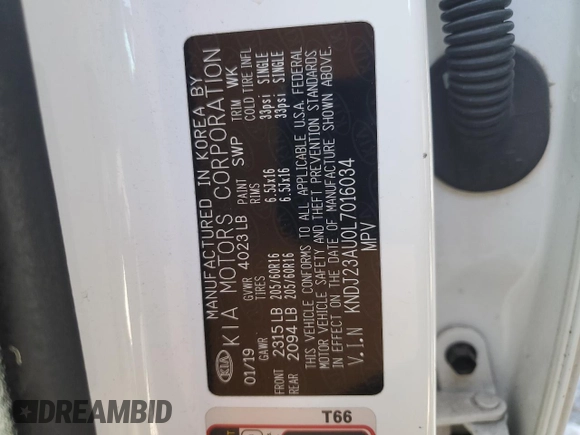 MANUFACTURED IN KOREA BY
KIA KIA MOTORS CORPORATION
01/19 GVWR 4023 LB PAINT SWP TRIM WK
GAWR TIRES RIMS COLD TIRE INFL
FRONT 2315 LB 205/60R16 6.5Jx16 33psi SINGLE
REAR 2094 LB 205/60R16 6.5Jx16 33psi SINGLE
THIS VEHICLE CONFORMS TO ALL APPLICABLE U.S.A. FEDERAL
MOTOR VEHICLE SAFETY AND THEFT PREVENTION STANDARDS
IN EFFECT ON THE DATE OF MANUFACTURE SHOWN ABOVE.
V.I.N KNDJ23AU0L7016034
MPV
T66
DREAMBID